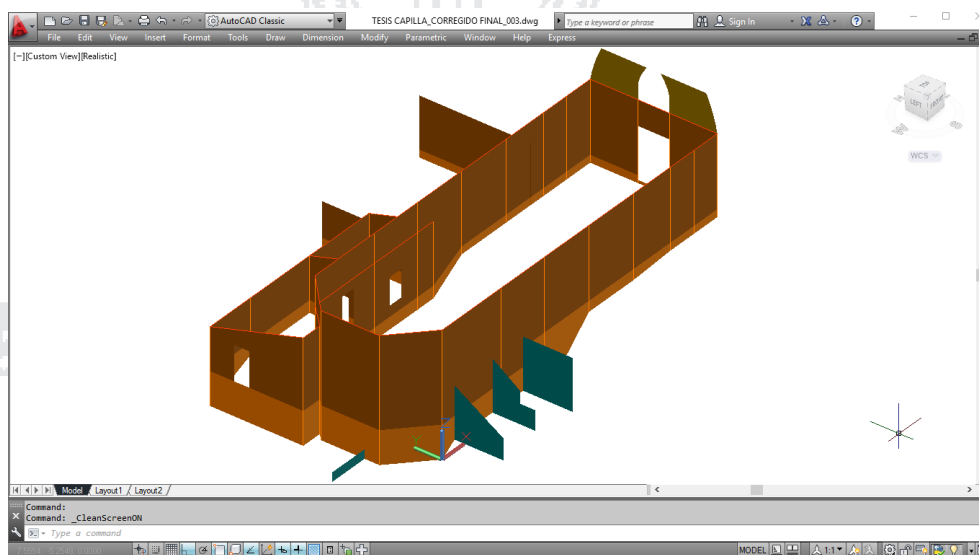 AutoCAD Classic
TESIS CAPILLA_CORREGIDO FINAL_003.dwg
Type a keyword or phrase
Sign In
File Edit View Insert Format Tools Draw Dimension Modify Parametric Window Help Express
[−][Custom View][Realistic]
TOP
LEFT
FRONT
WCS
X
Y
Model Layout1 Layout2
Command:
Command: _CleanScreenON
Type a command
MODEL
1:1